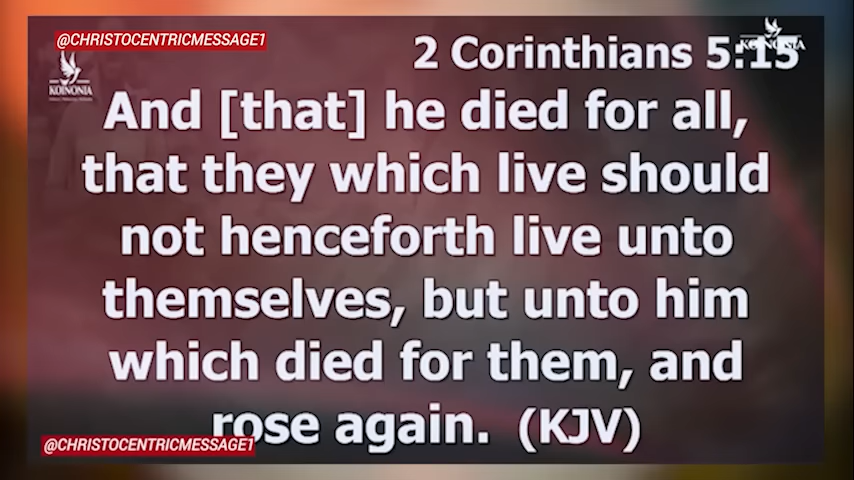 @CHRISTOCENTRICMESSAGE1
2 Corinthians 5:15
KOINONIA
KOINONIA
And [that] he died for all,
that they which live should
not henceforth live unto
themselves, but unto him
which died for them, and
rose again. (KJV)
@CHRISTOCENTRICMESSAGE1